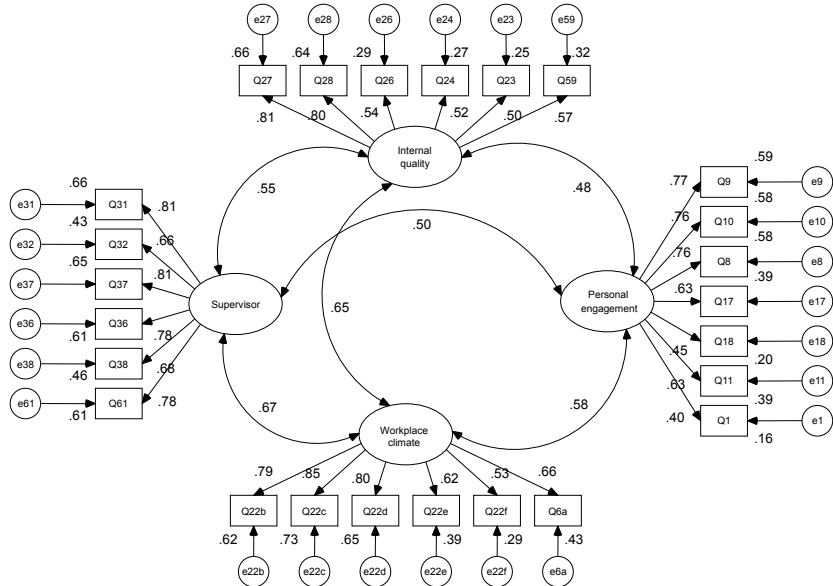 e27 e28 e26 e24 e23 e59
.66 .64 .29 .27 .25 .32
Q27 Q28 Q26 Q24 Q23 Q59
.81 .80 .54 .52 .50 .57
Internal
quality
.55
.48
.50
.65
.67
.58
.66
e31 Q31 .81
.43
e32 Q32 .66
.65
e37 Q37 .81
e36 Q36
.61
.78
e38 Q38
.46
.68
e61 Q61
.61
.78
Supervisor
Personal
engagement
.59
.77 Q9 e9
.58
.76 Q10 e10
.58
.76 Q8 e8
.39
.63 Q17 e17
Q18 e18
.45
.20
Q11 e11
.63
.39
.40
Q1 e1
.16
Workplace
climate
.79 .85 .80 .62 .53 .66
Q22b Q22c Q22d Q22e Q22f Q6a
.62 .73 .65 .39 .29 .43
e22b e22c e22d e22e e22f e6a